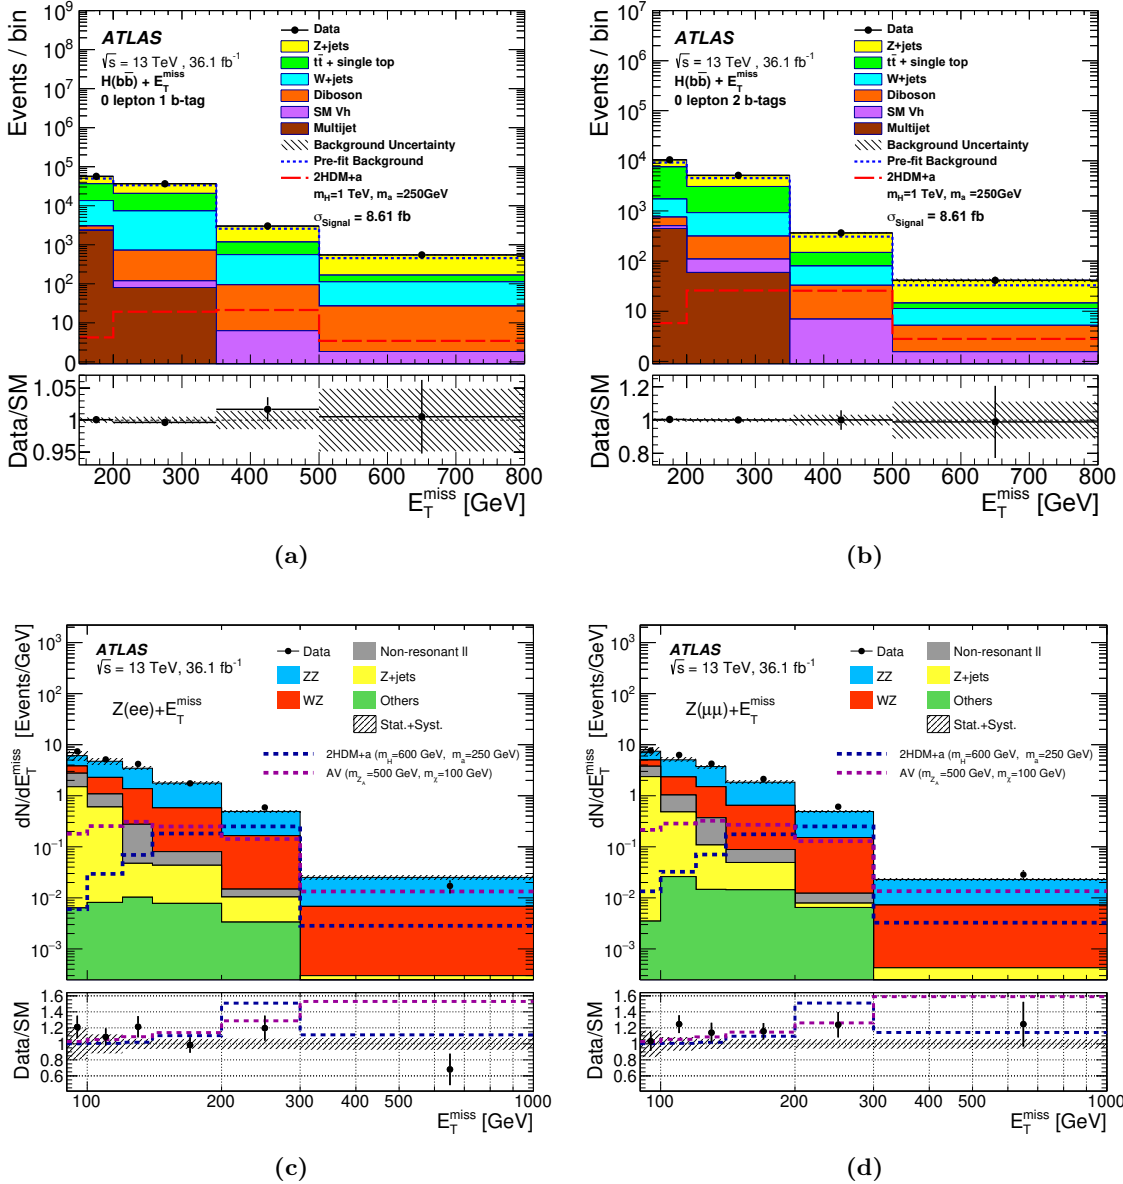 Events / bin
10⁹
10⁸
10⁷
10⁶
10⁵
10⁴
10³
10²
10
0
ATLAS
√s = 13 TeV , 36.1 fb⁻¹
H(bb̄) + E_T^miss
0 lepton 1 b-tag
Data
Z+jets
tt̄ + single top
W+jets
Diboson
SM Vh
Multijet
Background Uncertainty
Pre-fit Background
2HDM+a
m_H=1 TeV, m_a =250GeV
σ_Signal = 8.61 fb
Data/SM
1.05
1
0.95
200 300 400 500 600 700 800
E_T^miss [GeV]
(a)
Events / bin
10⁷
10⁶
10⁵
10⁴
10³
10²
10
0
ATLAS
√s = 13 TeV , 36.1 fb⁻¹
H(bb̄) + E_T^miss
0 lepton 2 b-tags
Data
Z+jets
tt̄ + single top
W+jets
Diboson
SM Vh
Multijet
Background Uncertainty
Pre-fit Background
2HDM+a
m_H=1 TeV, m_a =250GeV
σ_Signal = 8.61 fb
Data/SM
1.2
1
0.8
200 300 400 500 600 700 800
E_T^miss [GeV]
(b)
dN/dE_T^miss [Events/GeV]
10³
10²
10
1
10⁻¹
10⁻²
10⁻³
ATLAS
√s = 13 TeV, 36.1 fb⁻¹
Z(ee)+E_T^miss
Data
ZZ
WZ
Non-resonant ll
Z+jets
Others
Stat.+Syst.
2HDM+a (m_H=600 GeV, m_a=250 GeV)
AV (m_Z_A=500 GeV, m_χ=100 GeV)
Data/SM
1.6
1.4
1.2
1
0.8
0.6
100 200 300 400 500 1000
E_T^miss [GeV]
(c)
dN/dE_T^miss [Events/GeV]
10³
10²
10
1
10⁻¹
10⁻²
10⁻³
ATLAS
√s = 13 TeV, 36.1 fb⁻¹
Z(μμ)+E_T^miss
Data
ZZ
WZ
Non-resonant ll
Z+jets
Others
Stat.+Syst.
2HDM+a (m_H=600 GeV, m_a=250 GeV)
AV (m_Z_A=500 GeV, m_χ=100 GeV)
Data/SM
1.6
1.4
1.2
1
0.8
0.6
100 200 300 400 500 1000
E_T^miss [GeV]
(d)